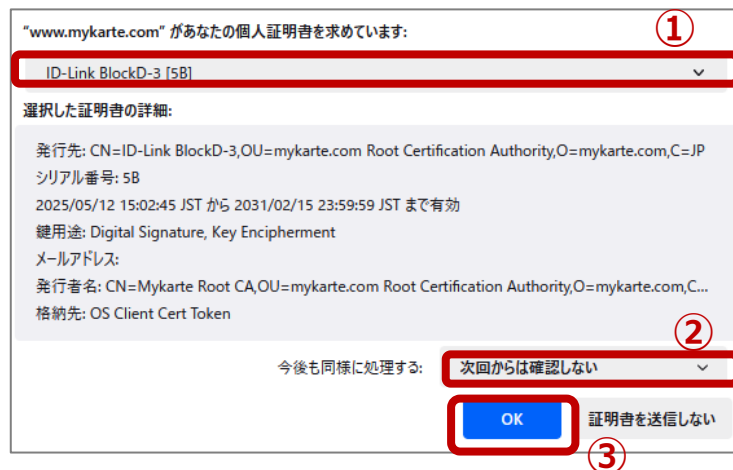 "www.mykarte.com" があなたの個人証明書を求めています:
①
ID-Link BlockD-3 [5B]
選択した証明書の詳細:
発行先: CN=ID-Link BlockD-3,OU=mykarte.com Root Certification Authority,O=mykarte.com,C=JP
シリアル番号: 5B
2025/05/12 15:02:45 JST から 2031/02/15 23:59:59 JST まで有効
鍵用途: Digital Signature, Key Encipherment
メールアドレス:
発行者名: CN=Mykarte Root CA,OU=mykarte.com Root Certification Authority,O=mykarte.com,C...
格納先: OS Client Cert Token
②
今後も同様に処理する: 次回からは確認しない
OK 証明書を送信しない
③